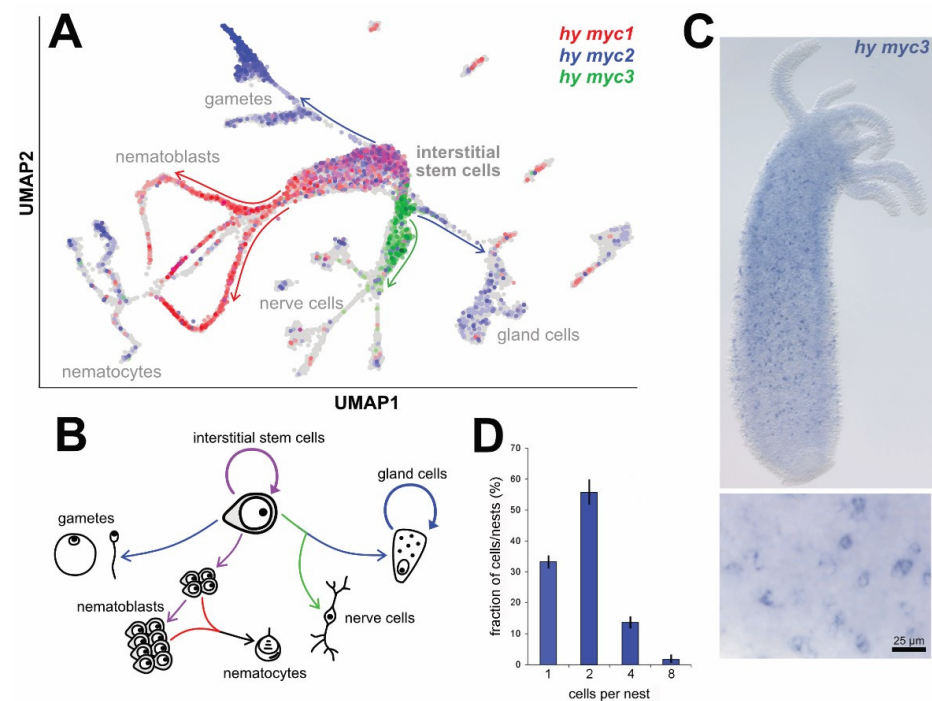 A
hy myc1
hy myc2
hy myc3
gametes
nematoblasts
interstitial
stem cells
nerve cells
gland cells
nematocytes
UMAP2
UMAP1
B
interstitial stem cells
gland cells
gametes
nematoblasts
nerve cells
nematocytes
C
hy myc3
25 µm
D
fraction of cells/nests (%)
70
60
50
40
30
20
10
0
1 2 4 8
cells per nest